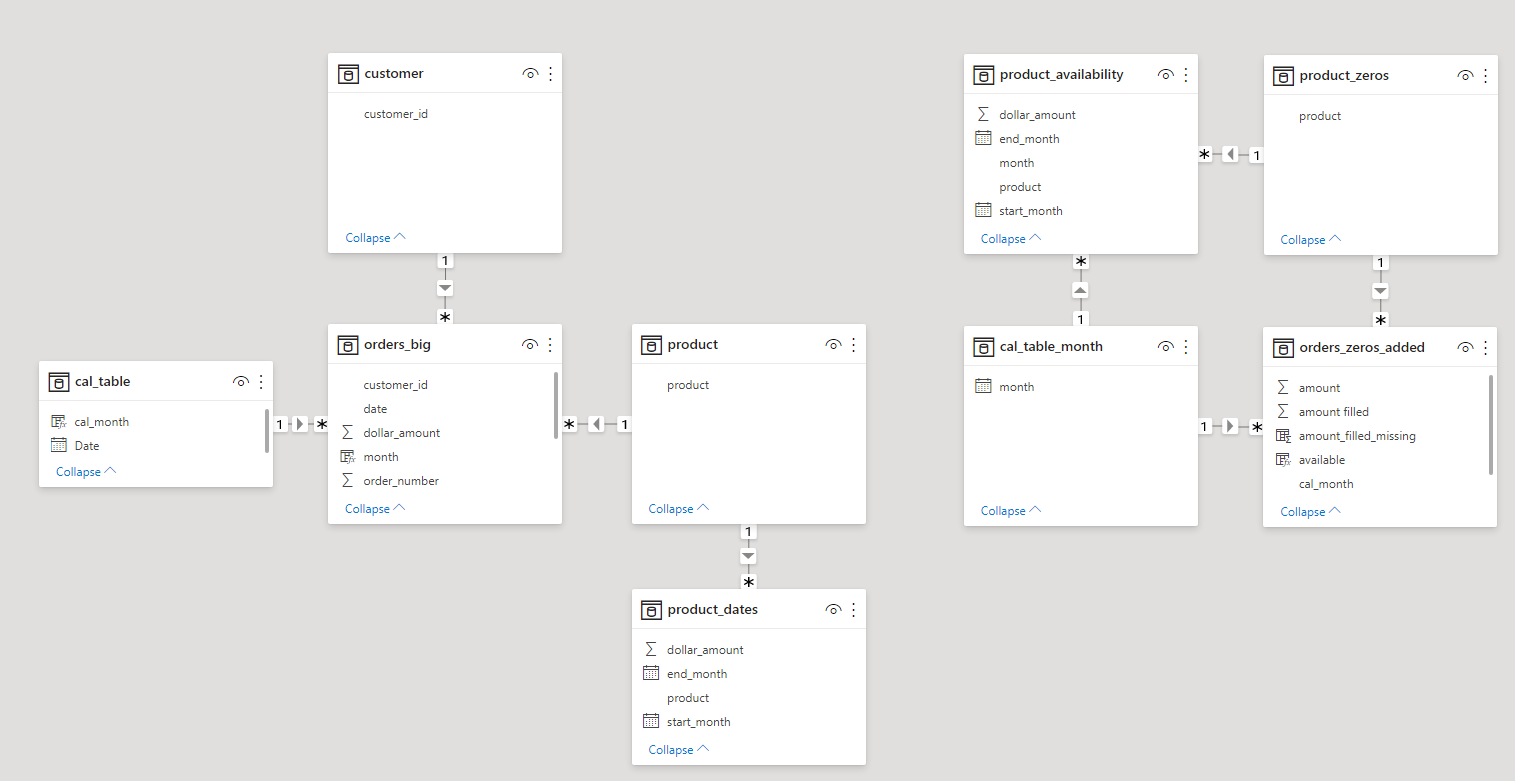 customer
customer_id
Collapse
1
*
cal_table
cal_month
Date
Collapse
1
*
orders_big
customer_id
date
dollar_amount
month
order_number
Collapse
*
1
product
product
Collapse
1
*
product_dates
dollar_amount
end_month
product
start_month
Collapse
product_availability
dollar_amount
end_month
month
product
start_month
Collapse
*
1
product_zeros
product
Collapse
*
1
1
*
cal_table_month
month
Collapse
1
*
orders_zeros_added
amount
amount filled
amount_filled_missing
available
cal_month
Collapse